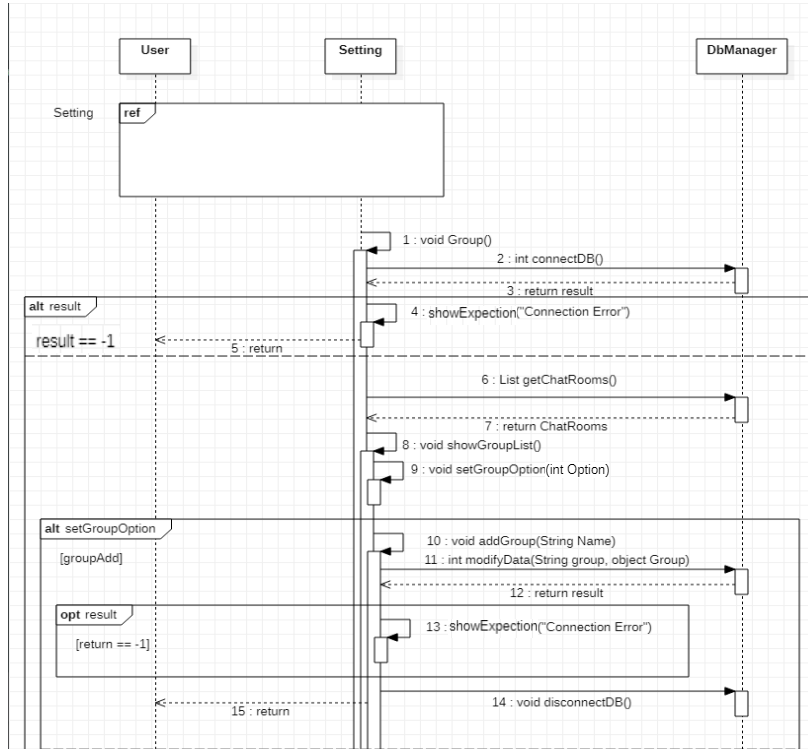 User
Setting
DbManager
Setting
ref
1 : void Group()
2 : int connectDB()
3 : return result
alt result
4 : showExpection("Connection Error")
result == -1
5 : return
6 : List getChatRooms()
7 : return ChatRooms
8 : void showGroupList()
9 : void setGroupOption(int Option)
alt setGroupOption
10 : void addGroup(String Name)
[groupAdd]
11 : int modifyData(String group, object Group)
12 : return result
opt result
13 : showExpection("Connection Error")
[return == -1]
14 : void disconnectDB()
15 : return